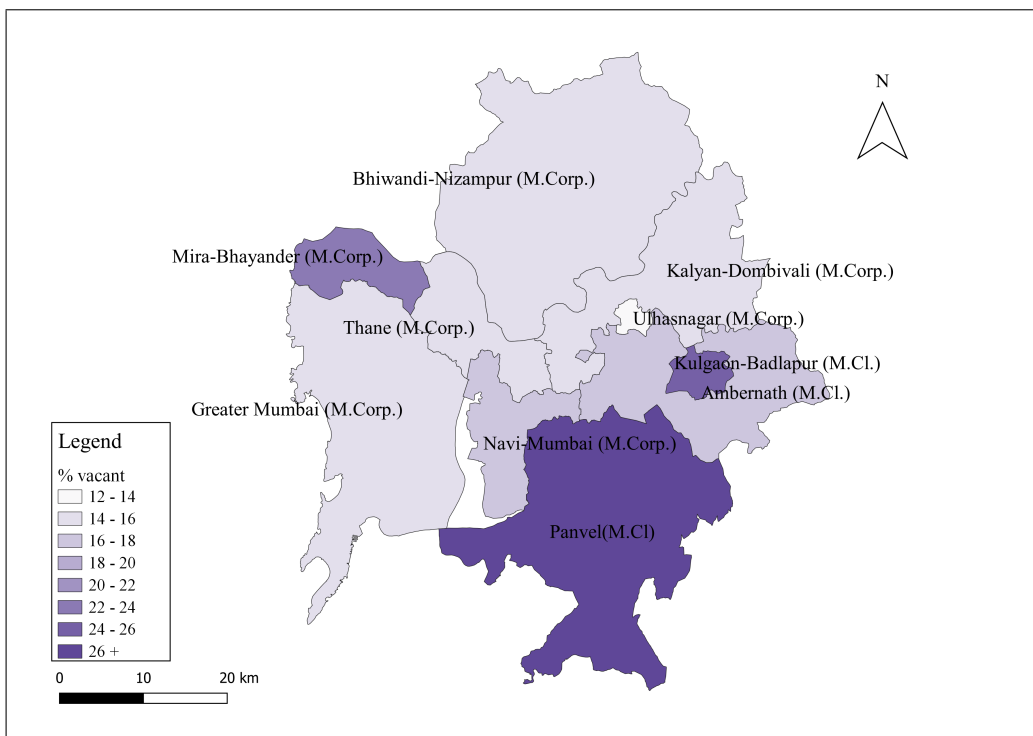 N
Bhiwandi-Nizampur (M.Corp.)
Mira-Bhayander (M.Corp.)
Kalyan-Dombivali (M.Corp.)
Ulhasnagar (M.Corp.)
Thane (M.Corp.)
Kulgaon-Badlapur (M.Cl.)
Ambernath (M.Cl.)
Greater Mumbai (M.Corp.)
Navi-Mumbai (M.Corp.)
Panvel(M.Cl)
Legend
% vacant
12 - 14
14 - 16
16 - 18
18 - 20
20 - 22
22 - 24
24 - 26
26 +
0 10 20 km